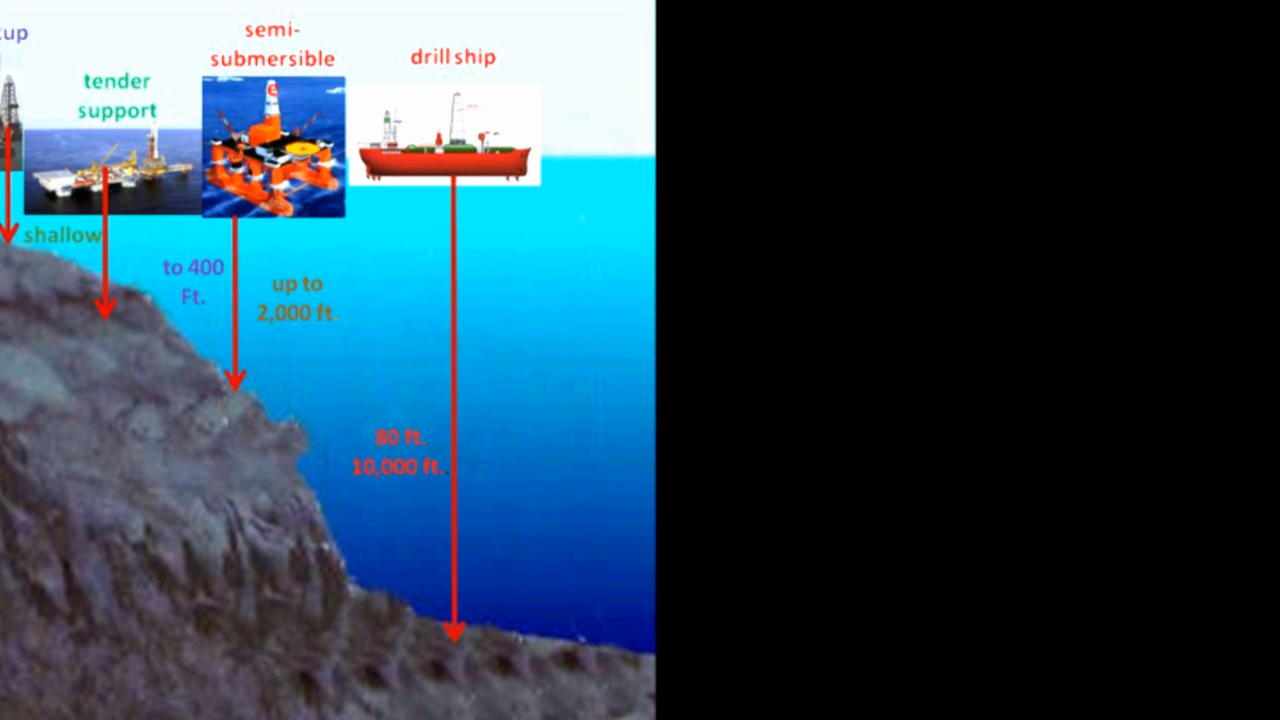 kup
semi-
submersible
drill ship
tender
support
shallow
to 400
Ft.
up to
2,000 ft.
80 ft.
10,000 ft.